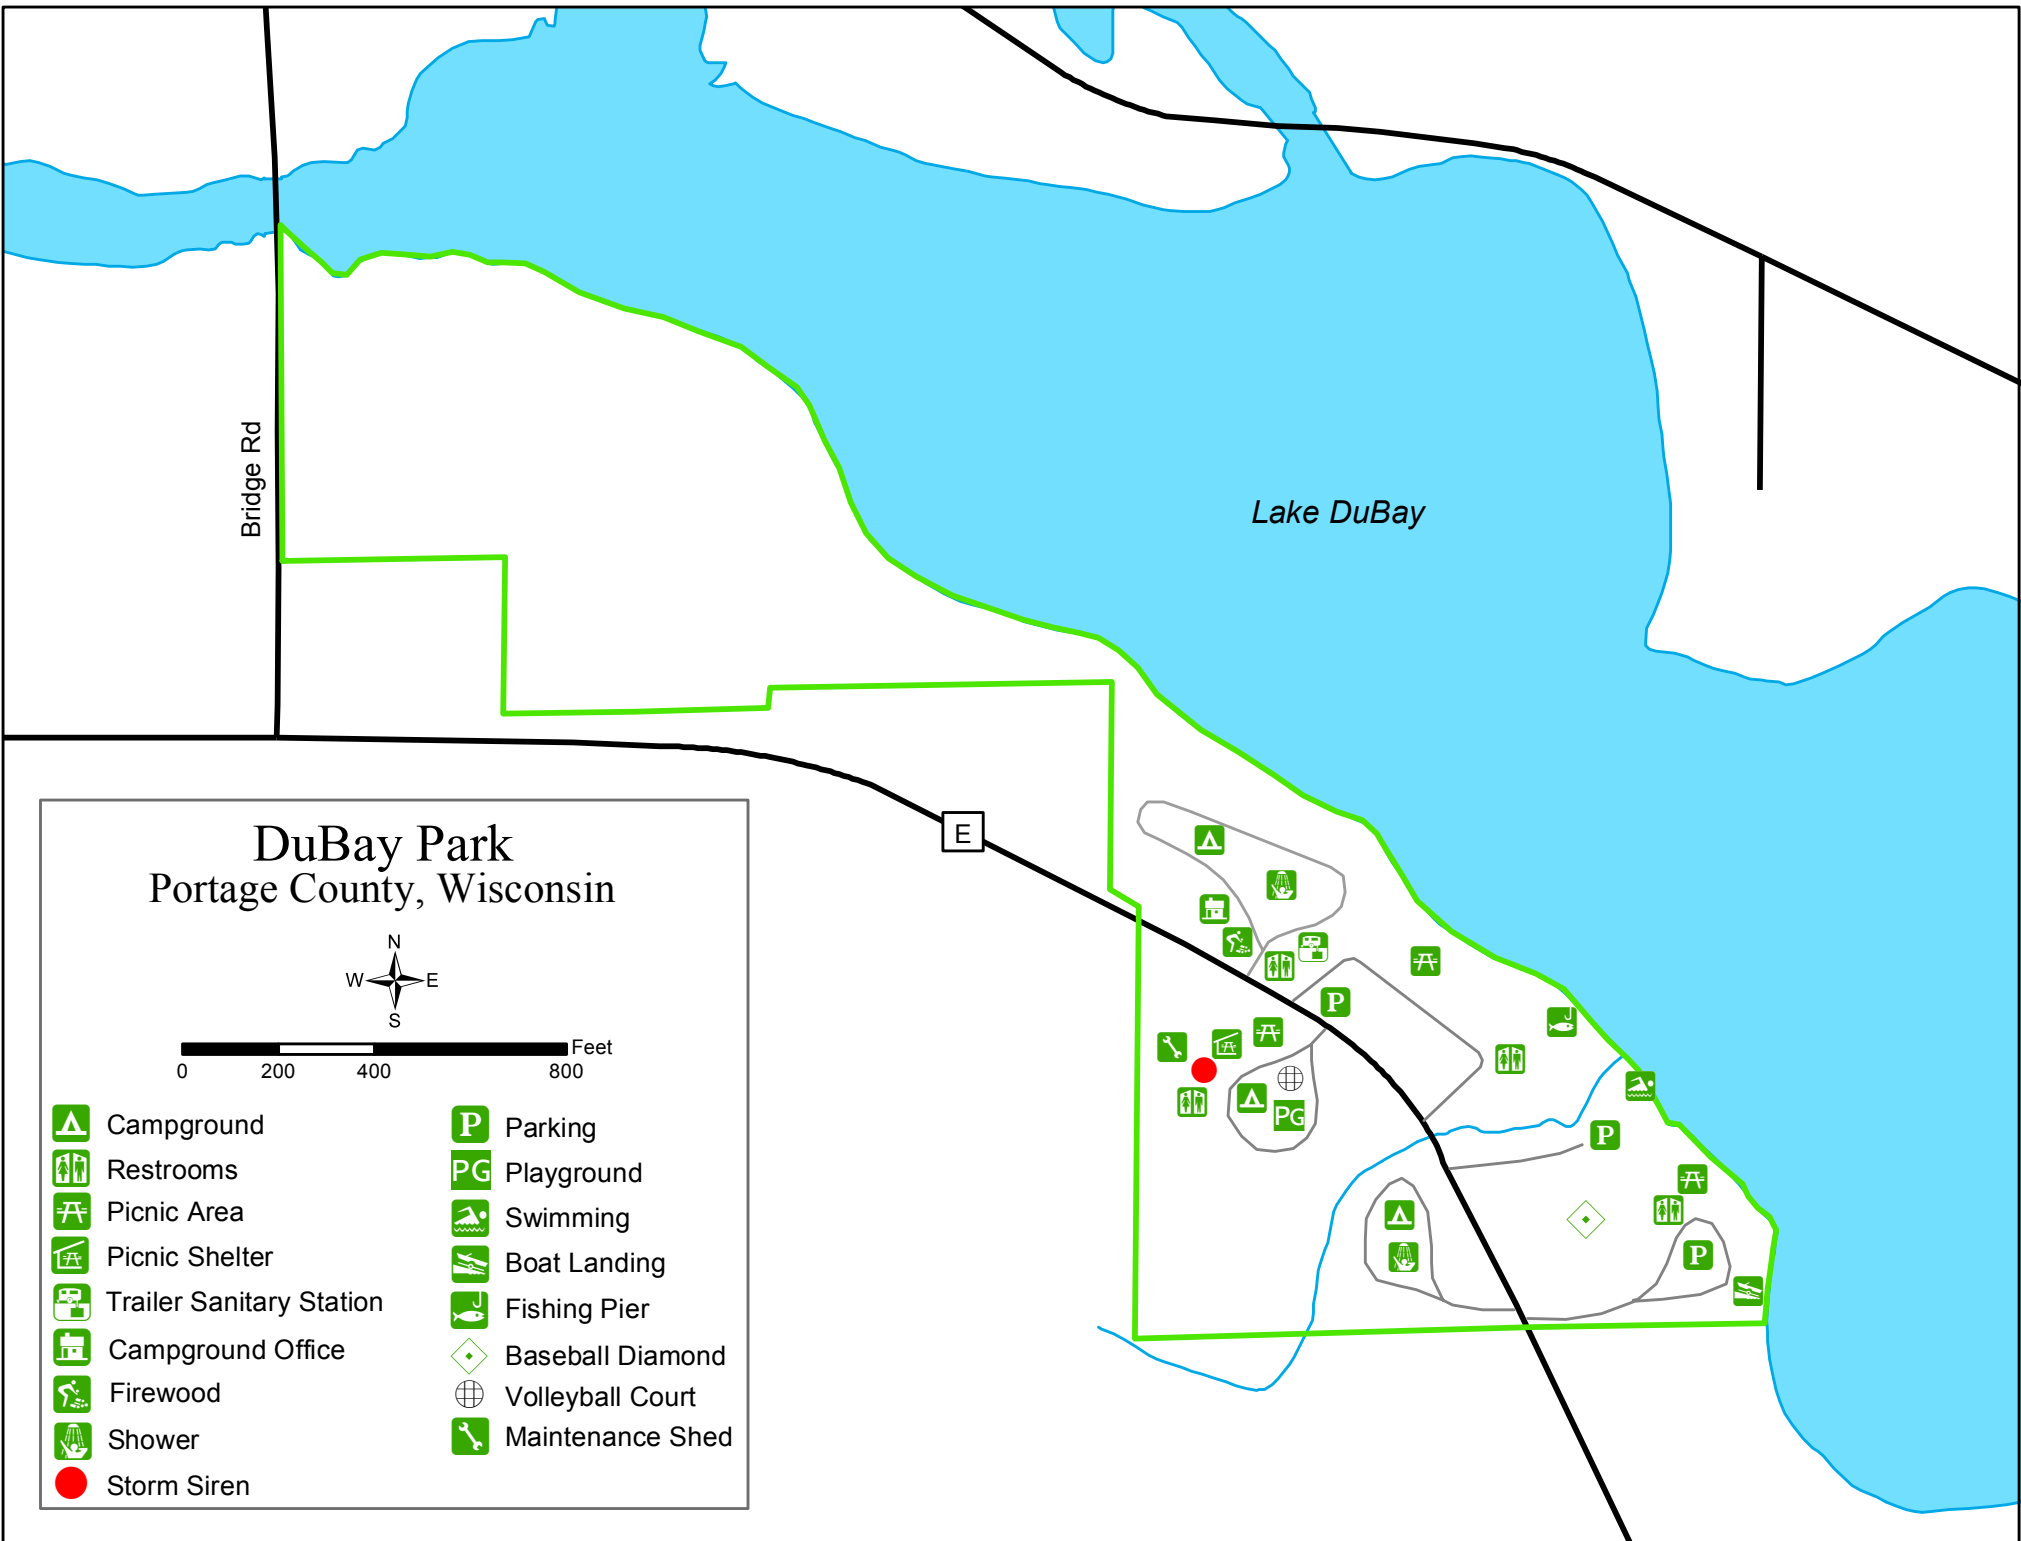 Bridge Rd
Lake DuBay
E
DuBay Park
Portage County, Wisconsin
N
W E
S
Feet
0 200 400 800
Campground
Restrooms
Picnic Area
Picnic Shelter
Trailer Sanitary Station
Campground Office
Firewood
Shower
Storm Siren
P Parking
PG Playground
Swimming
Boat Landing
Fishing Pier
Baseball Diamond
Volleyball Court
Maintenance Shed
P
PG
P
P